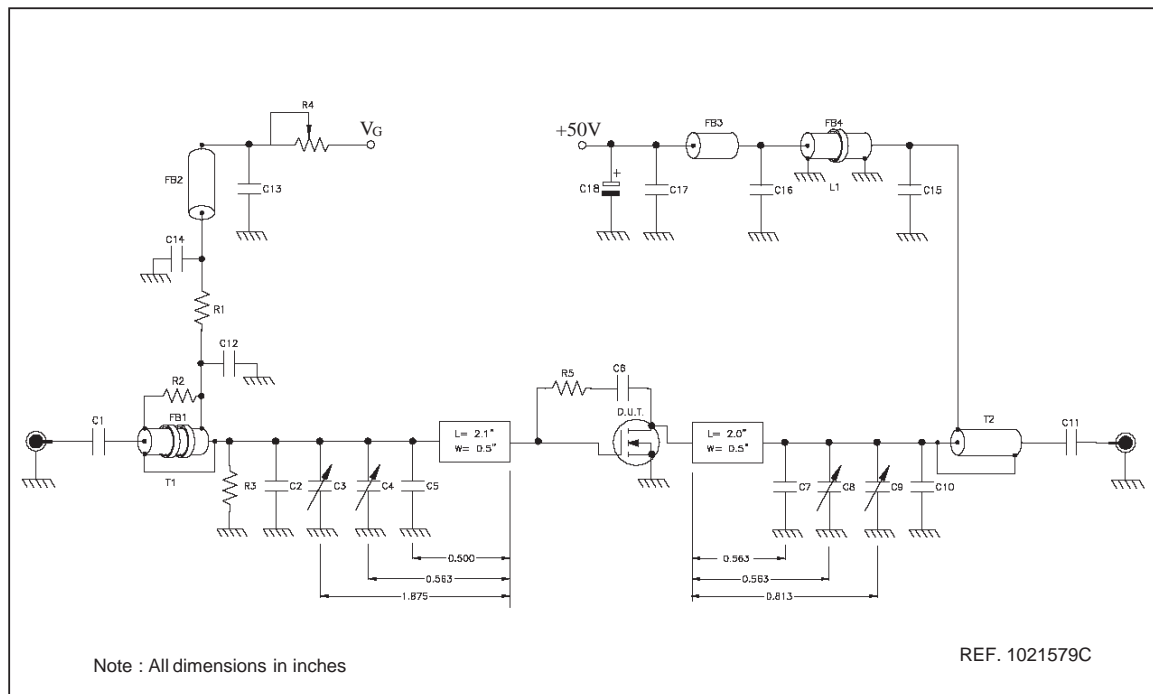 R4
VG
+50V
FB3
FB4
FB2
C13
+
C18
C17
C16
L1
C15
C14
R1
C12
R2
FB1
C1
T1
R3
C2
C3
C4
C5
L= 2.1"
W= 0.5"
R5
C6
D.U.T.
L= 2.0"
W= 0.5"
C7
C8
C9
C10
T2
C11
0.500
0.563
1.875
0.563
0.563
0.813
Note : All dimensions in inches
REF. 1021579C